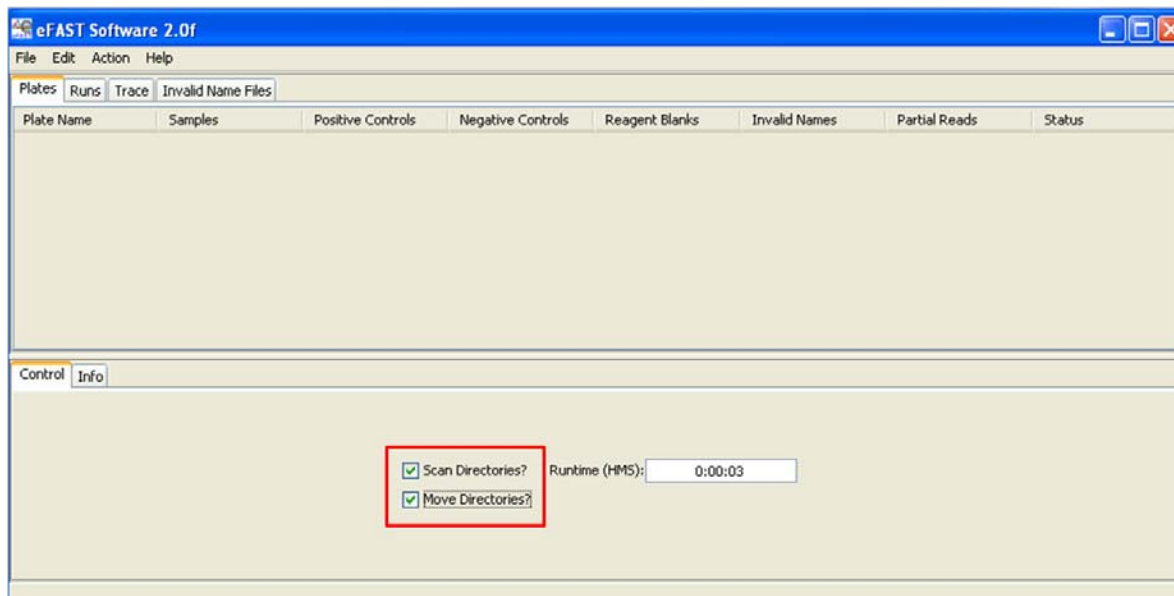 eFAST Software 2.0f
File Edit Action Help
Plates Runs Trace Invalid Name Files
Plate Name Samples Positive Controls Negative Controls Reagent Blanks Invalid Names Partial Reads Status
Control Info
Scan Directories? Runtime (HMS): 0:00:03
Move Directories?